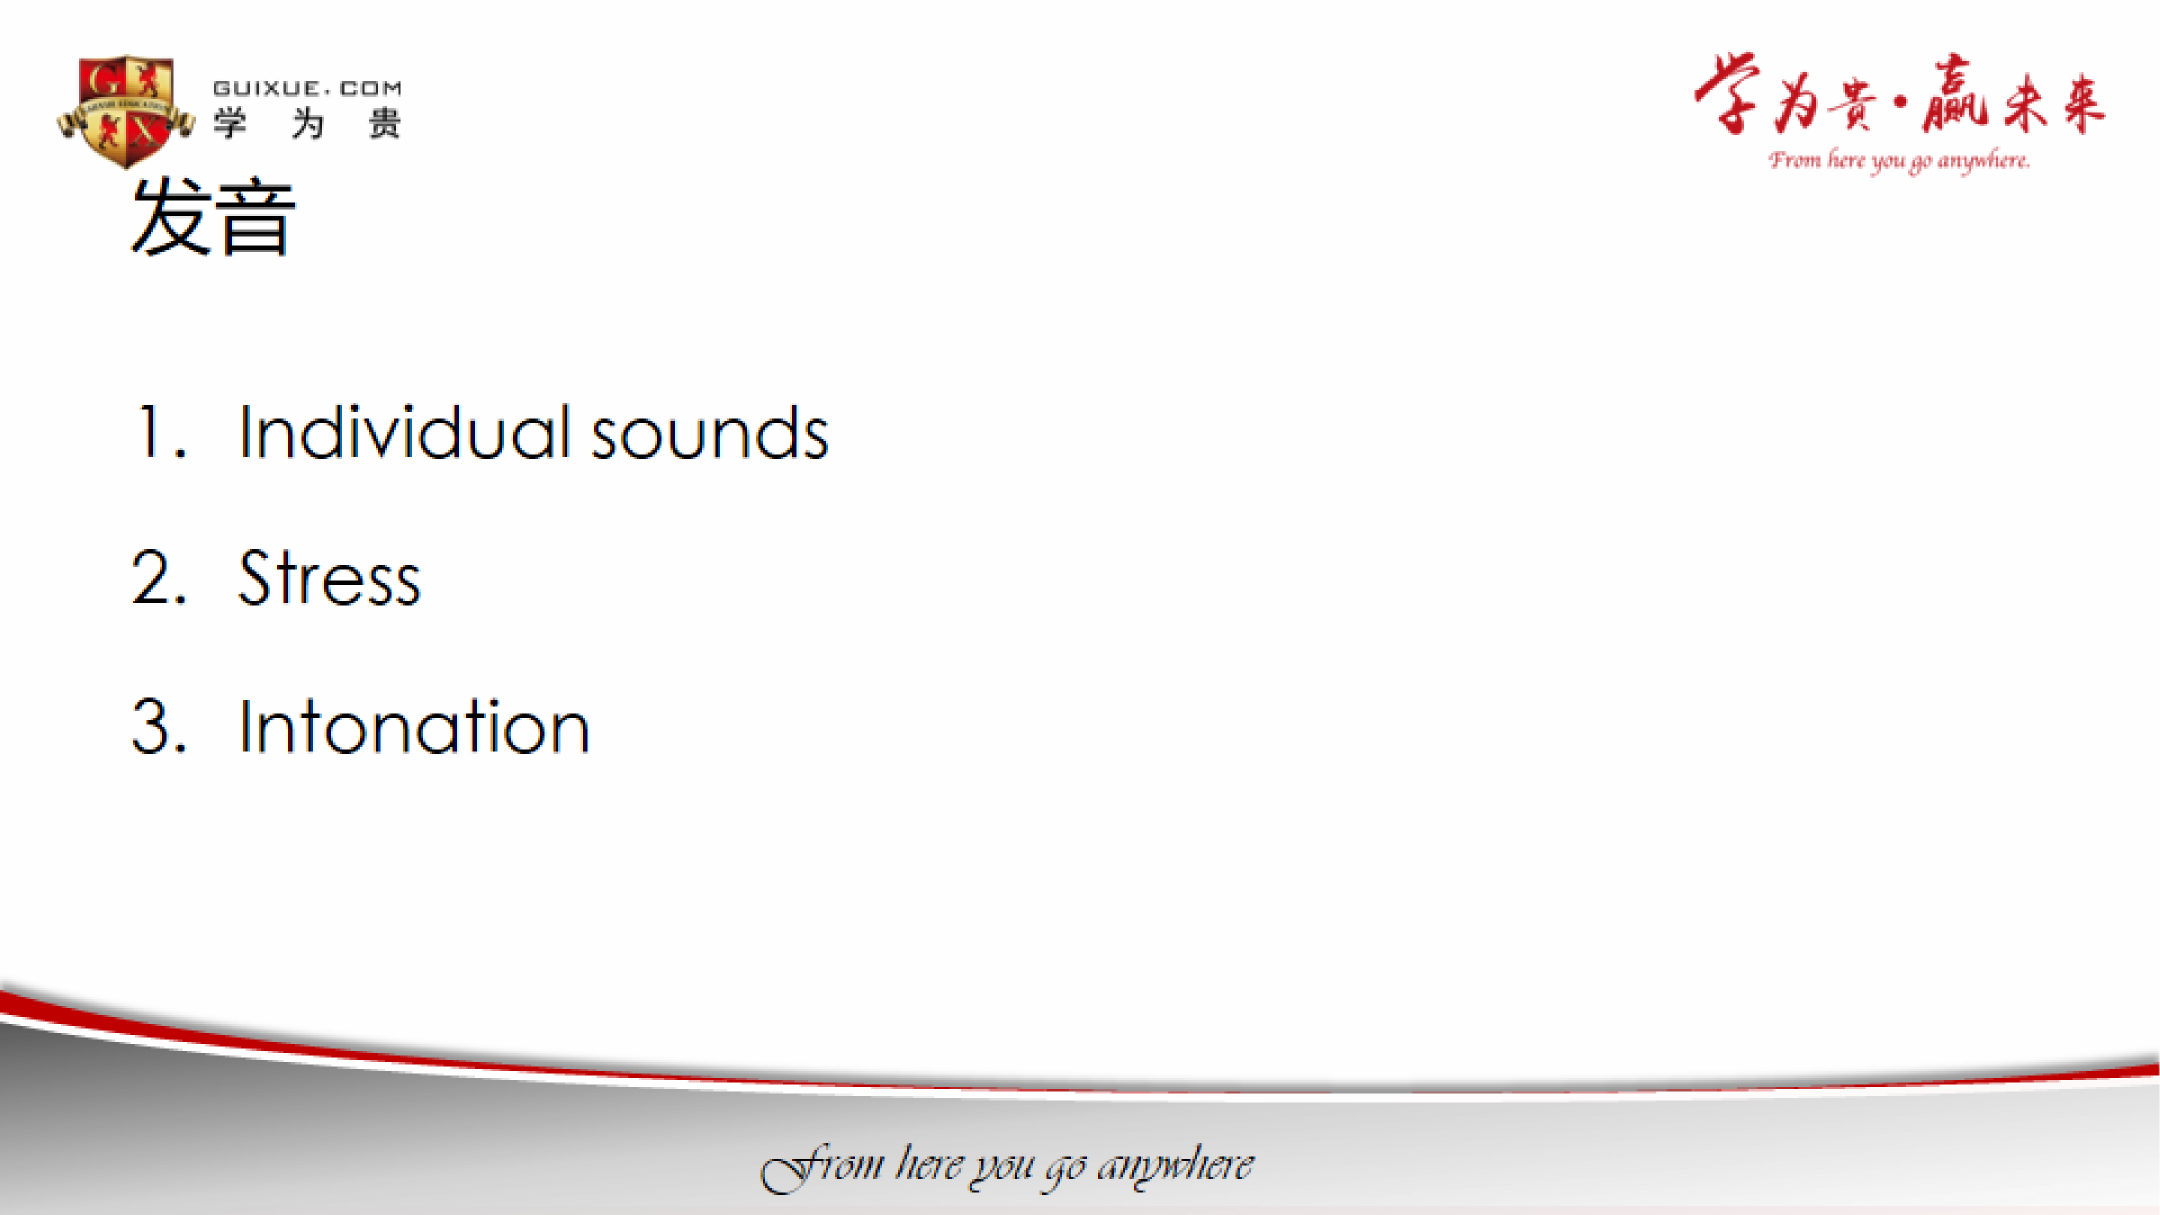 GUIXUE.COM
学为贵
学为贵·赢未来
From here you go anywhere.
发音
1. Individual sounds
2. Stress
3. Intonation
From here you go anywhere